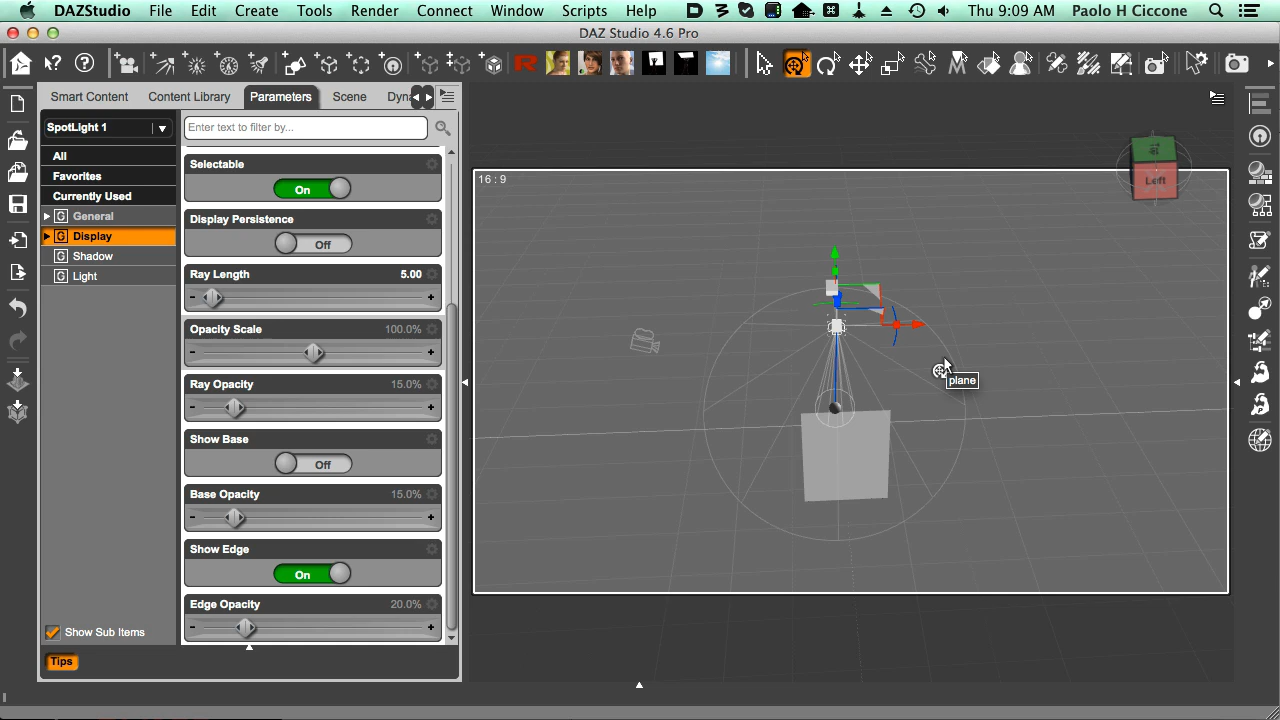 DAZStudio File Edit Create Tools Render Connect Window Scripts Help Thu 9:09 AM Paolo H Ciccone
DAZ Studio 4.6 Pro
Smart Content Content Library Parameters Scene Dyna
SpotLight 1
Enter text to filter by...
All
Favorites
Currently Used
G General
G Display
G Shadow
G Light
Selectable
On
Display Persistence
Off
Ray Length 5.00
Opacity Scale 100.0%
Ray Opacity 15.0%
Show Base
Off
Base Opacity 15.0%
Show Edge
On
Edge Opacity 20.0%
Show Sub Items
Tips
16 : 9
Left
plane